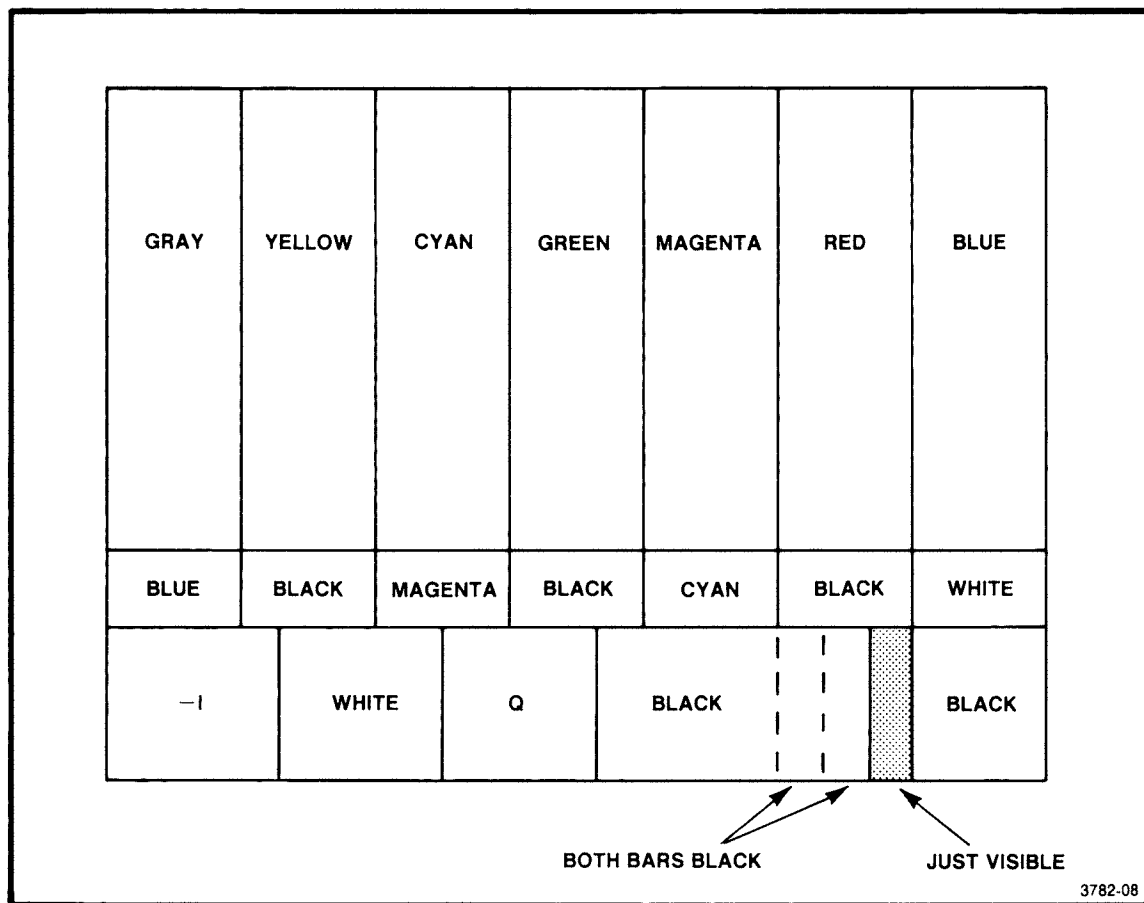 GRAY YELLOW CYAN GREEN MAGENTA RED BLUE
BLUE BLACK MAGENTA BLACK CYAN BLACK WHITE
-I WHITE Q BLACK BLACK
BOTH BARS BLACK JUST VISIBLE
3782-08